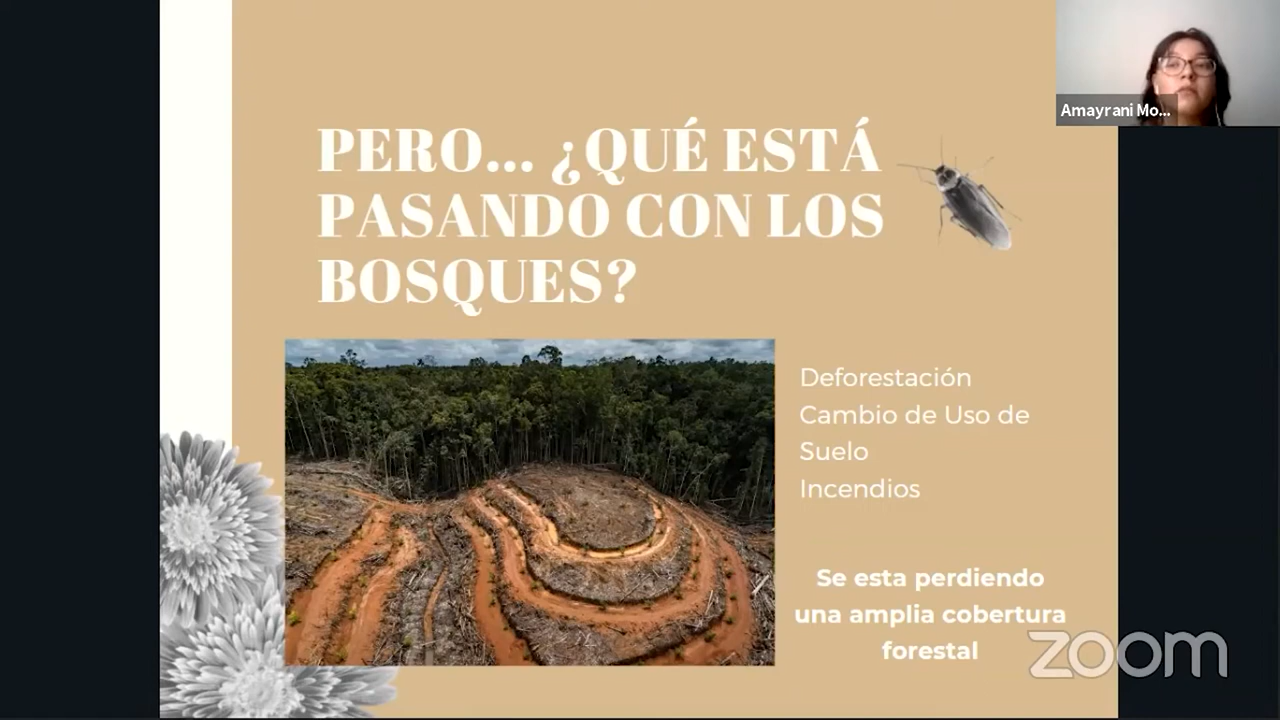 Amayrani Mo...
PERO... ¿QUÉ ESTÁ
PASANDO CON LOS
BOSQUES?
Deforestación
Cambio de Uso de
Suelo
Incendios
Se esta perdiendo
una amplia cobertura
forestal
zoom